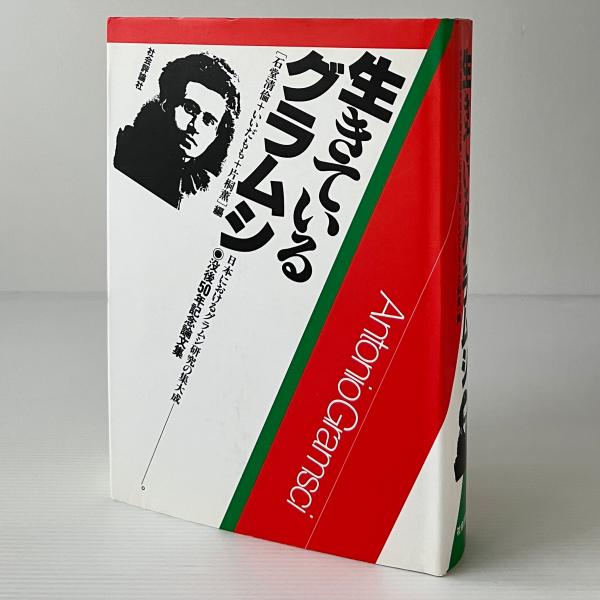 生きている
グラムシ
［石堂清倫＋いいだもも＋片桐薫］編
社会評論社
日本におけるグラムシ研究の集大成
◉没後50年記念論文集
Antonio Gramsci